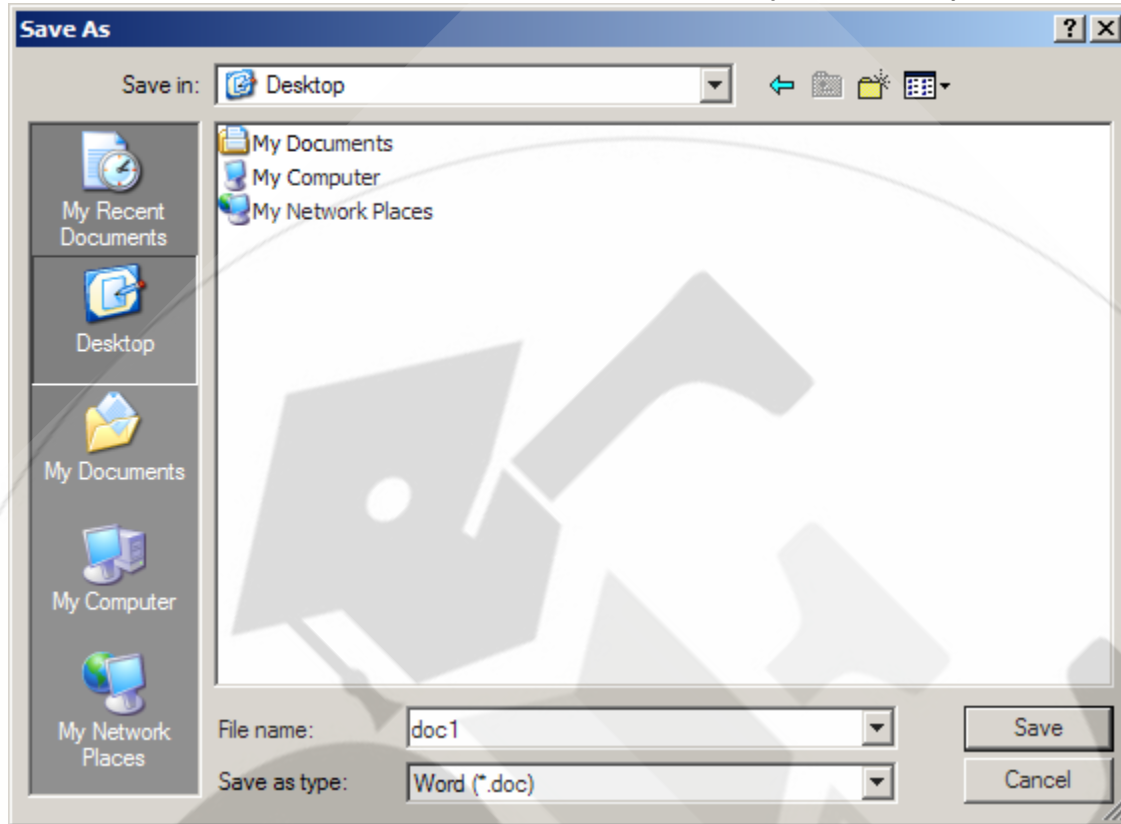 Save As
Save in: Desktop
My Recent
Documents
Desktop
My Documents
My Computer
My Network
Places
My Documents
My Computer
My Network Places
File name: doc1 Save
Save as type: Word (*.doc) Cancel